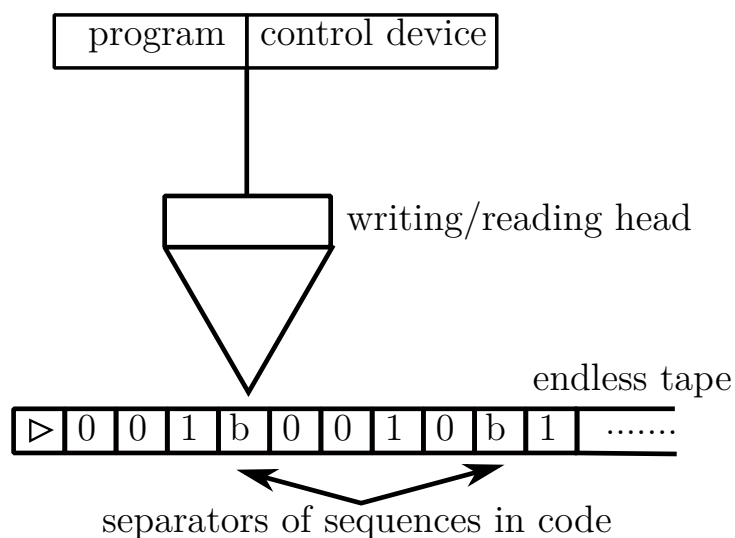 program control device
writing/reading head
endless tape
▷ 0 0 1 b 0 0 1 0 b 1 .......
separators of sequences in code